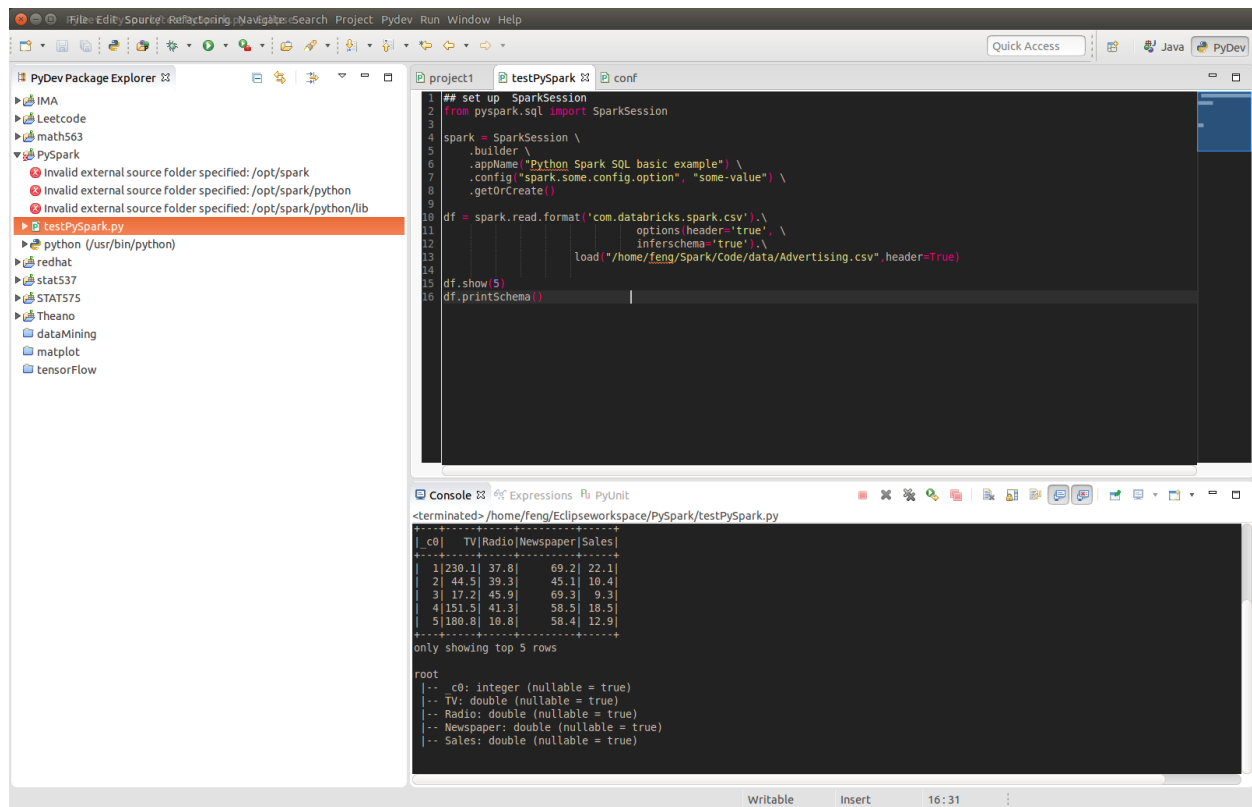 File Edit Source Refactoring Navigate Search Project Pydev Run Window Help
Quick Access
Java
PyDev
PyDev Package Explorer
IMA
Leetcode
math563
PySpark
Invalid external source folder specified: /opt/spark
Invalid external source folder specified: /opt/spark/python
Invalid external source folder specified: /opt/spark/python/lib
testPySpark.py
python (/usr/bin/python)
redhat
stat537
STAT575
Theano
dataMining
matplot
tensorFlow
project1 testPySpark conf
1 ## set up  SparkSession
2 from pyspark.sql import SparkSession
3
4 spark = SparkSession \
5     .builder \
6     .appName("Python Spark SQL basic example") \
7     .config("spark.some.config.option", "some-value") \
8     .getOrCreate()
9
10 df = spark.read.format('com.databricks.spark.csv').\
11                                options(header='true', \
12                                inferschema='true').\
13                     load("/home/feng/Spark/Code/data/Advertising.csv",header=True)
14
15 df.show(5)
16 df.printSchema()
Console Expressions PyUnit
<terminated> /home/feng/Eclipseworkspace/PySpark/testPySpark.py
+---+-----+-----+---------+-----+
|_c0|   TV|Radio|Newspaper|Sales|
+---+-----+-----+---------+-----+
|  1|230.1| 37.8|     69.2| 22.1|
|  2| 44.5| 39.3|     45.1| 10.4|
|  3| 17.2| 45.9|     69.3|  9.3|
|  4|151.5| 41.3|     58.5| 18.5|
|  5|180.8| 10.8|     58.4| 12.9|
+---+-----+-----+---------+-----+
only showing top 5 rows
root
 |-- _c0: integer (nullable = true)
 |-- TV: double (nullable = true)
 |-- Radio: double (nullable = true)
 |-- Newspaper: double (nullable = true)
 |-- Sales: double (nullable = true)
Writable Insert 16:31